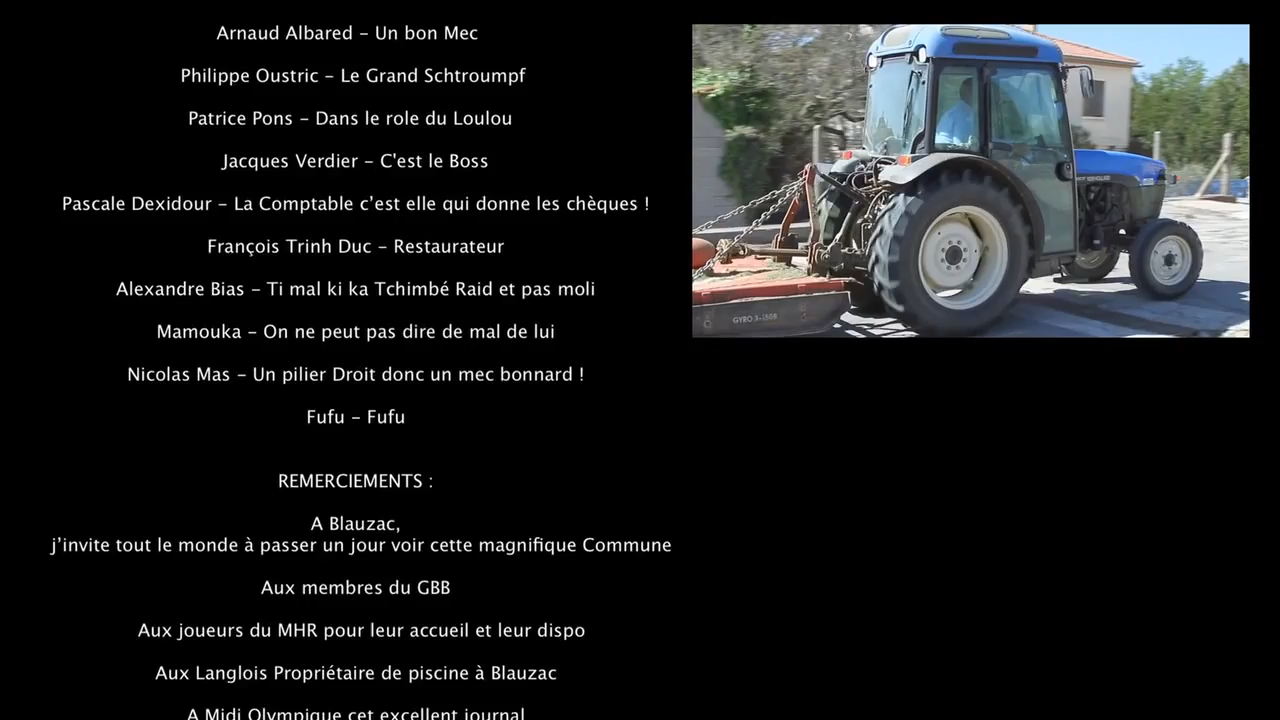 Arnaud Albared – Un bon Mec
Philippe Oustric – Le Grand Schtroumpf
Patrice Pons – Dans le role du Loulou
Jacques Verdier – C'est le Boss
Pascale Dexidour – La Comptable c'est elle qui donne les chèques !
François Trinh Duc – Restaurateur
Alexandre Bias – Ti mal ki ka Tchimbé Raid et pas moli
Mamouka – On ne peut pas dire de mal de lui
Nicolas Mas – Un pilier Droit donc un mec bonnard !
Fufu – Fufu
REMERCIEMENTS :
A Blauzac,
j'invite tout le monde à passer un jour voir cette magnifique Commune
Aux membres du GBB
Aux joueurs du MHR pour leur accueil et leur dispo
Aux Langlois Propriétaire de piscine à Blauzac
A Midi Olympique cet excellent journal
NEW HOLLAND